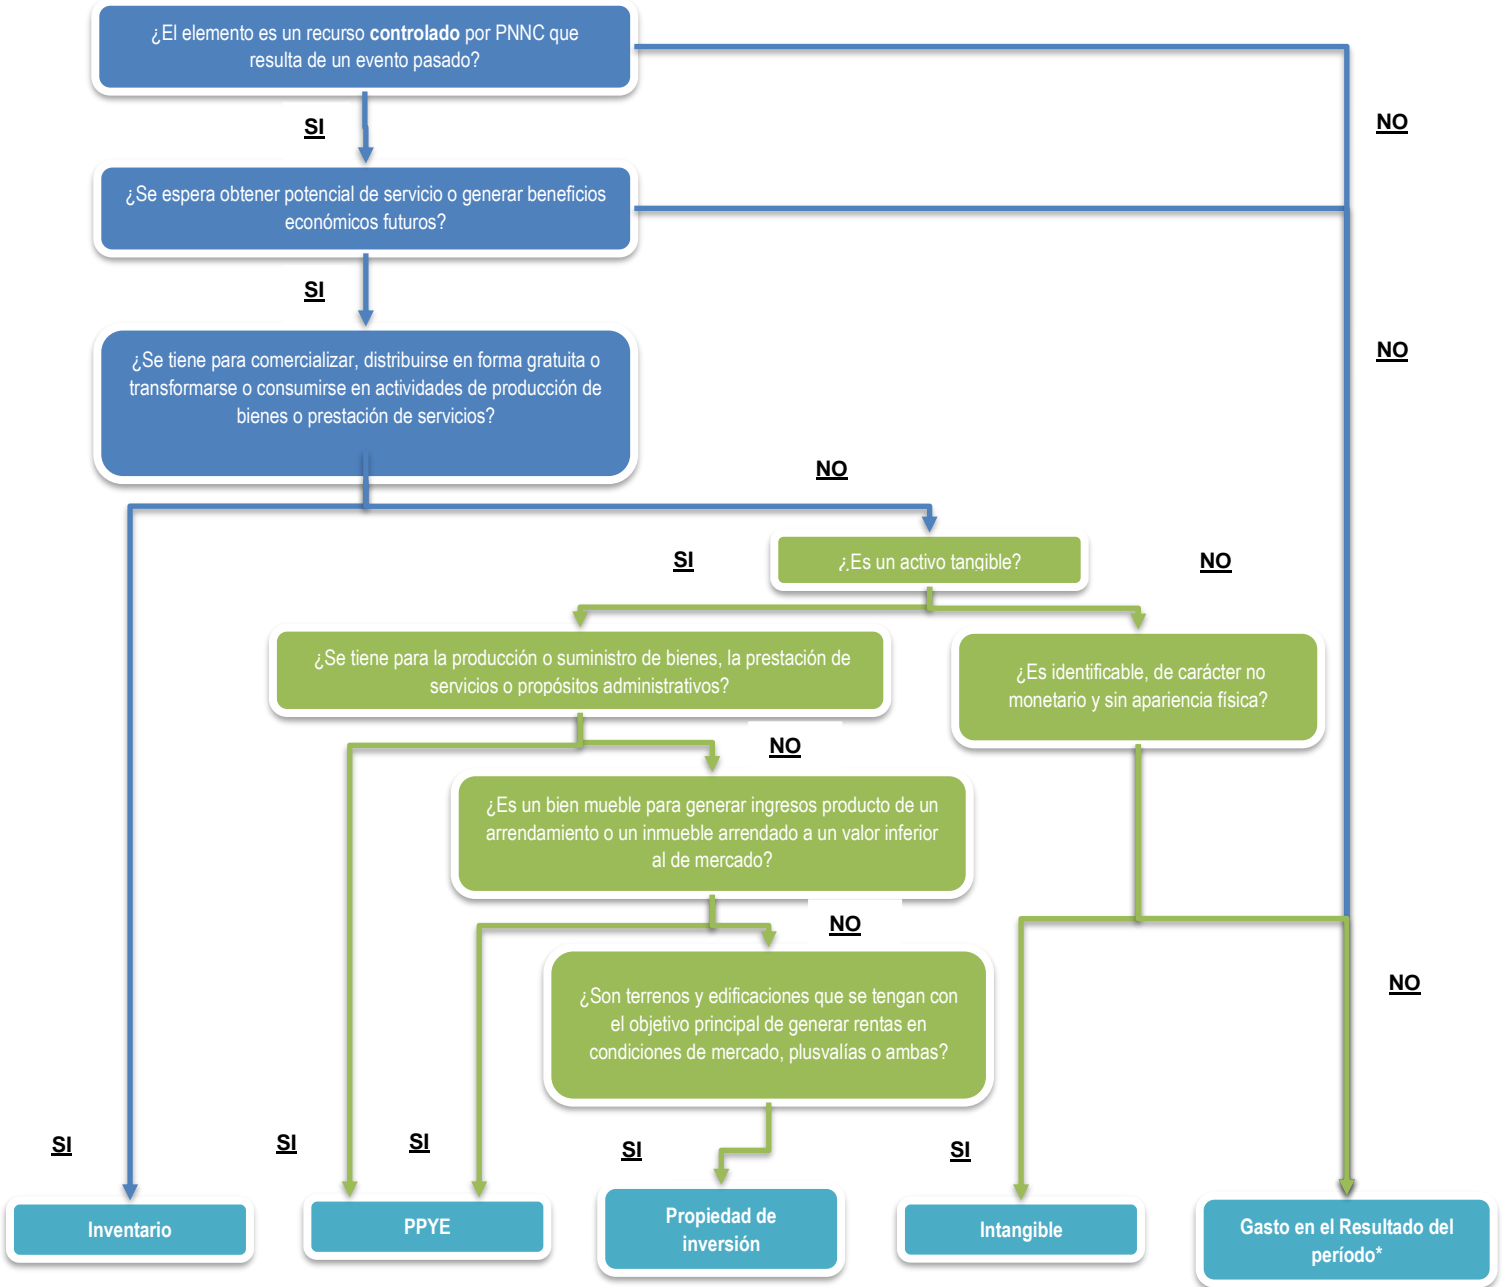 ¿El elemento es un recurso controlado por PNNC que
resulta de un evento pasado?
SI
NO
¿Se espera obtener potencial de servicio o generar beneficios
económicos futuros?
SI
NO
¿Se tiene para comercializar, distribuirse en forma gratuita o
transformarse o consumirse en actividades de producción de
bienes o prestación de servicios?
NO
SI
¿Es un activo tangible?
NO
¿Se tiene para la producción o suministro de bienes, la prestación de
servicios o propósitos administrativos?
¿Es identificable, de carácter no
monetario y sin apariencia física?
NO
¿Es un bien mueble para generar ingresos producto de un
arrendamiento o un inmueble arrendado a un valor inferior
al de mercado?
NO
¿Son terrenos y edificaciones que se tengan con
el objetivo principal de generar rentas en
condiciones de mercado, plusvalías o ambas?
NO
SI
SI
SI
SI
SI
Inventario
PPYE
Propiedad de
inversión
Intangible
Gasto en el Resultado del
período*